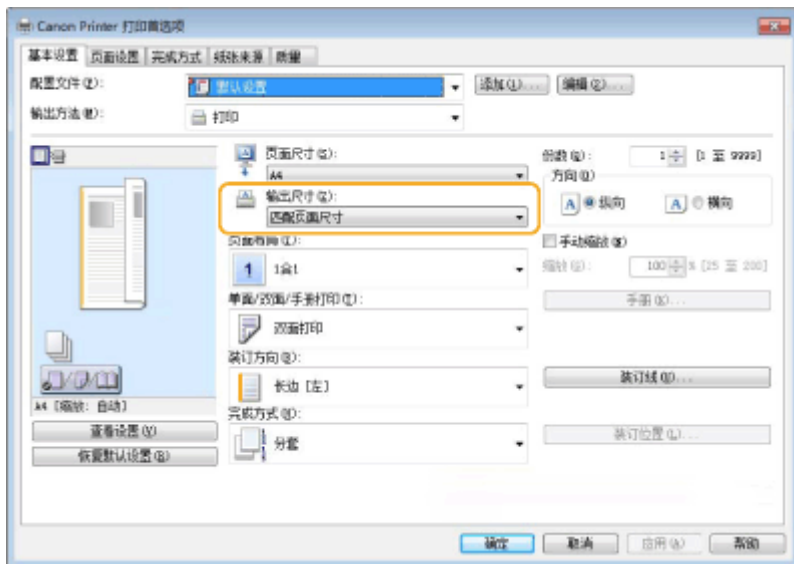 Canon Printer 打印首选项
基本设置 页面设置 完成方式 纸张来源 质量
配置文件(F): 默认设置 添加(1)... 编辑(2)...
输出方法(M): 打印
页面尺寸(S): 份数(Q): 1 [1 至 9999]
A4 方向(O)
输出尺寸(Z): A 纵向 A 横向
匹配页面尺寸
页面布局(L): 手动缩放(N)
1 1合1 缩放(G): 100 % [25 至 200]
单面/双面/手册打印(T): 手册(K)...
双面打印
装订方向(B):
长边 [左] 装订线(U)...
A4 [缩放: 自动]
完成方式(H):
查看设置(V) 分套 装订位置(L)...
恢复默认设置(R)
确定 取消 应用(A) 帮助